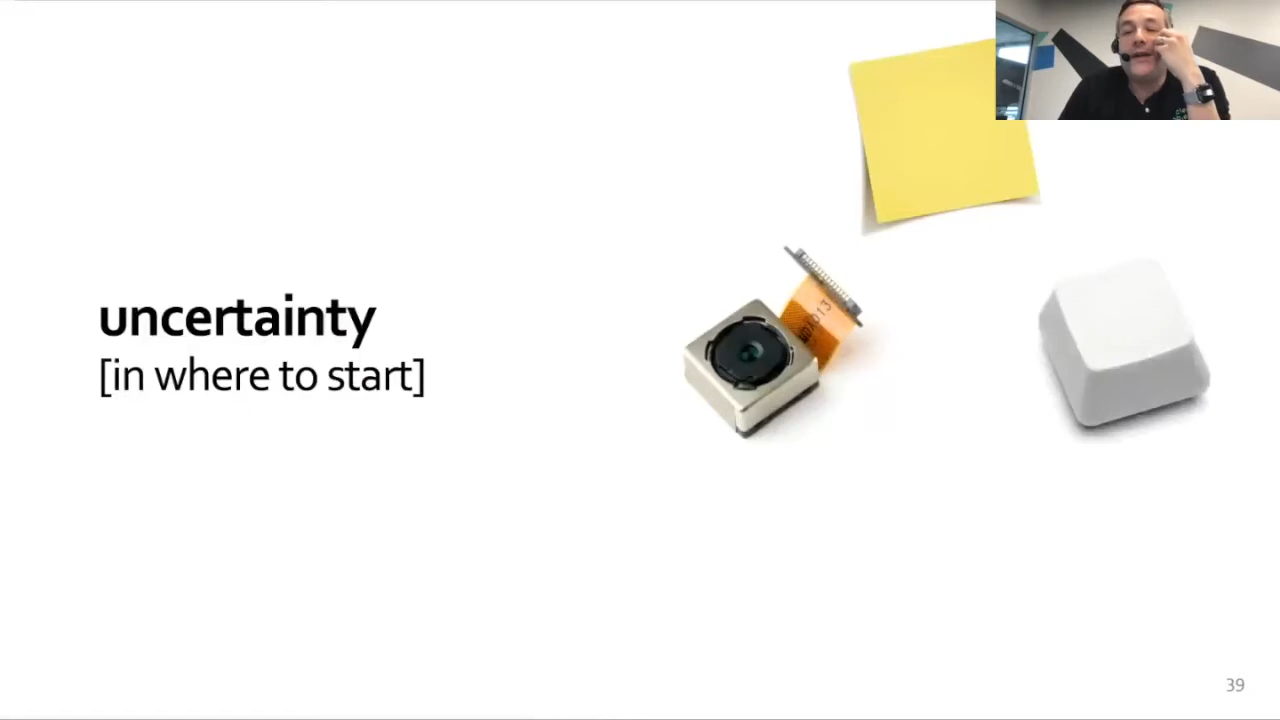 uncertainty
[in where to start]
39